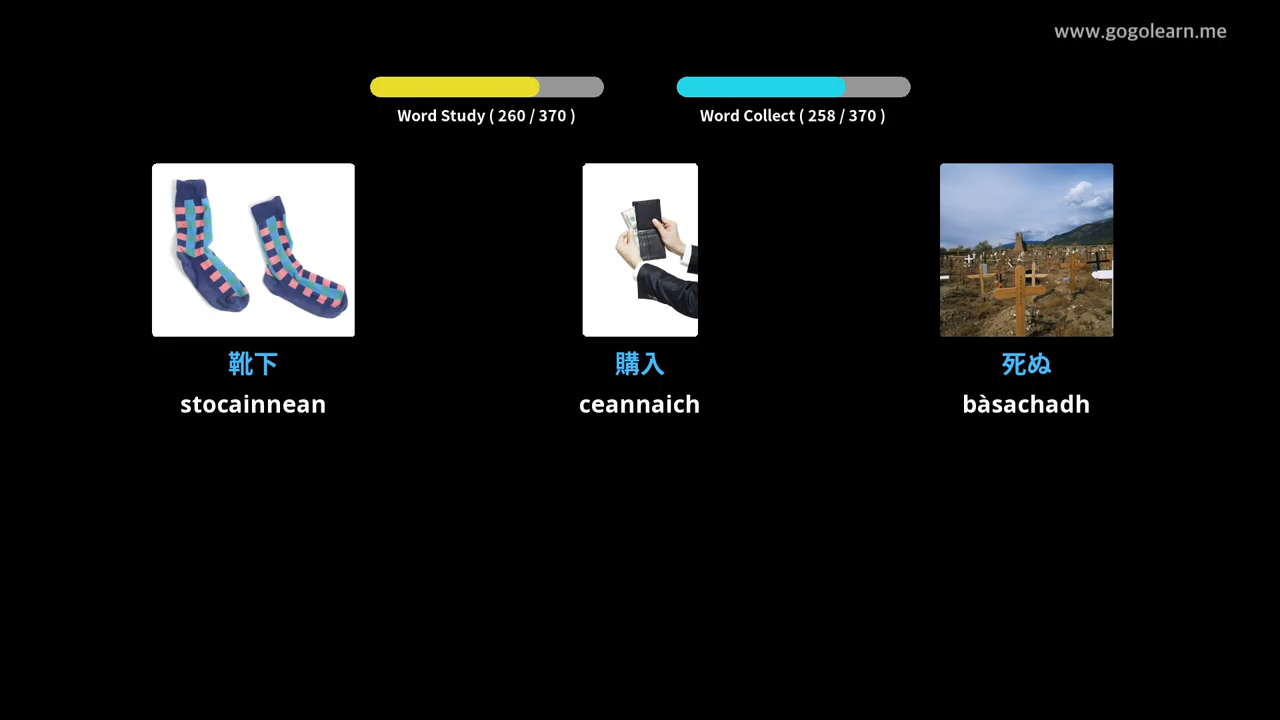 www.gogolearn.me
Word Study ( 260 / 370 )
Word Collect ( 258 / 370 )
靴下
購入
死ぬ
stocainnean
ceannaich
bàsachadh